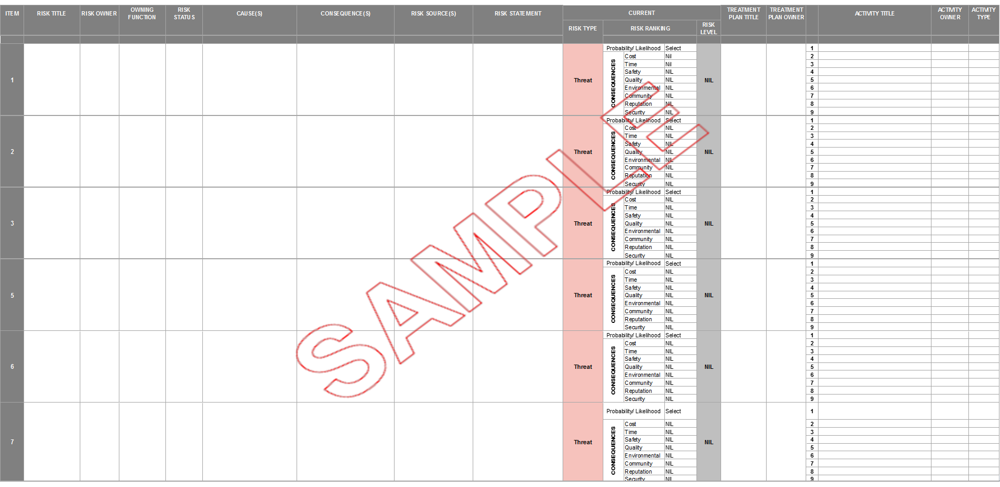 ITEM RISK TITLE RISK OWNER OWNING FUNCTION RISK STATUS CAUSE(S) CONSEQUENCE(S) RISK SOURCE(S) RISK STATEMENT CURRENT TREATMENT PLAN TITLE TREATMENT PLAN OWNER ACTIVITY TITLE ACTIVITY OWNER ACTIVITY TYPE
RISK TYPE RISK RANKING RISK LEVEL
1 Threat NIL
CONSEQUENCES
Probability/ Likelihood Select 1
Cost Nil 2
Time Nil 3
Safety NIL 4
Quality NIL 5
Environmental NIL 6
Community NIL 7
Reputation NIL 8
Security NIL 9
2 Threat NIL
CONSEQUENCES
Probability/ Likelihood Select 1
Cost NIL 2
Time NIL 3
Safety NIL 4
Quality NIL 5
Environmental NIL 6
Community NIL 7
Reputation NIL 8
Security NIL 9
3 Threat NIL
CONSEQUENCES
Probability/ Likelihood Select 1
Cost NIL 2
Time NIL 3
Safety NIL 4
Quality NIL 5
Environmental NIL 6
Community NIL 7
Reputation NIL 8
Security NIL 9
5 Threat NIL
CONSEQUENCES
Probability/ Likelihood Select 1
Cost NIL 2
Time NIL 3
Safety NIL 4
Quality NIL 5
Environmental NIL 6
Community NIL 7
Reputation NIL 8
Security NIL 9
6 Threat NIL
CONSEQUENCES
Probability/ Likelihood Select 1
Cost NIL 2
Time NIL 3
Safety NIL 4
Quality NIL 5
Environmental NIL 6
Community NIL 7
Reputation NIL 8
Security NIL 9
7 Threat NIL
CONSEQUENCES
Probability/ Likelihood Select 1
Cost NIL 2
Time NIL 3
Safety NIL 4
Quality NIL 5
Environmental NIL 6
Community NIL 7
Reputation NIL 8
Security NIL 9
SAMPLE